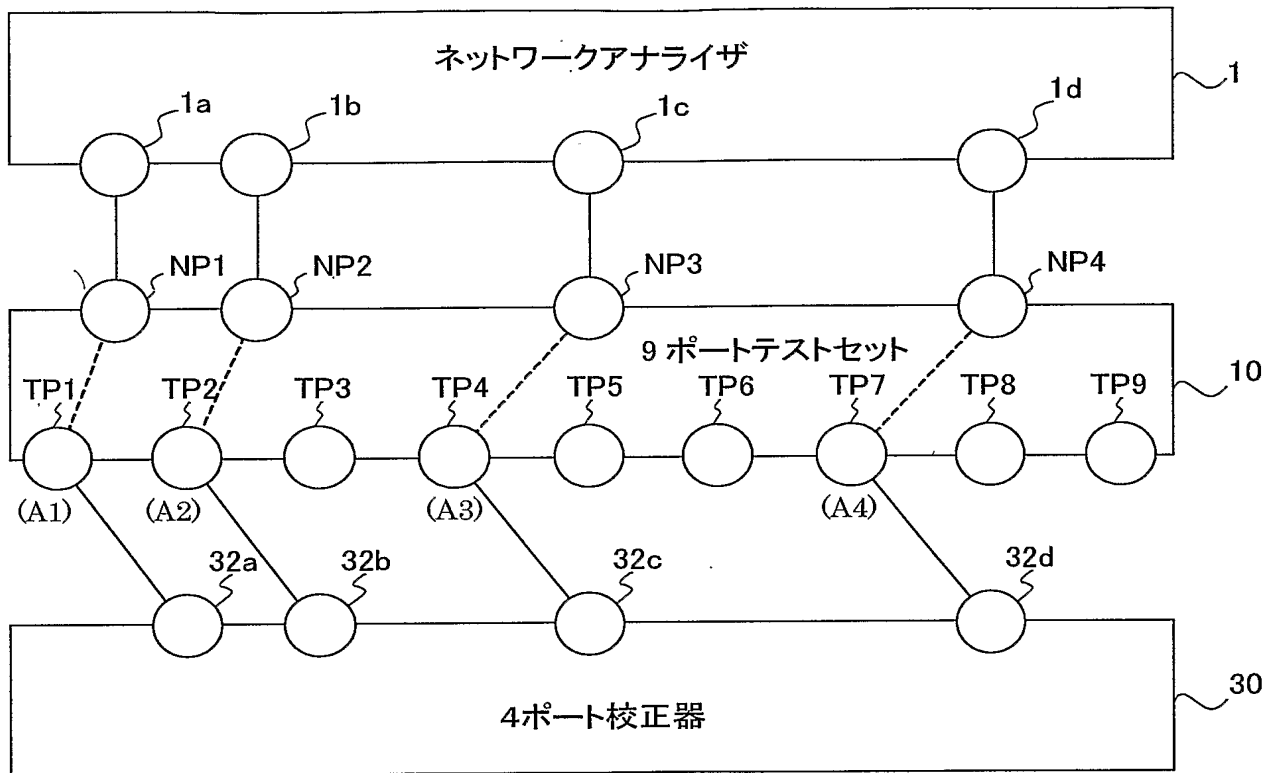 ネットワークアナライザ
1
1a
1b
1c
1d
NP1
NP2
NP3
NP4
9 ポートテストセット
10
TP1
TP2
TP3
TP4
TP5
TP6
TP7
TP8
TP9
(A1)
(A2)
(A3)
(A4)
32a
32b
32c
32d
30
4ポート校正器